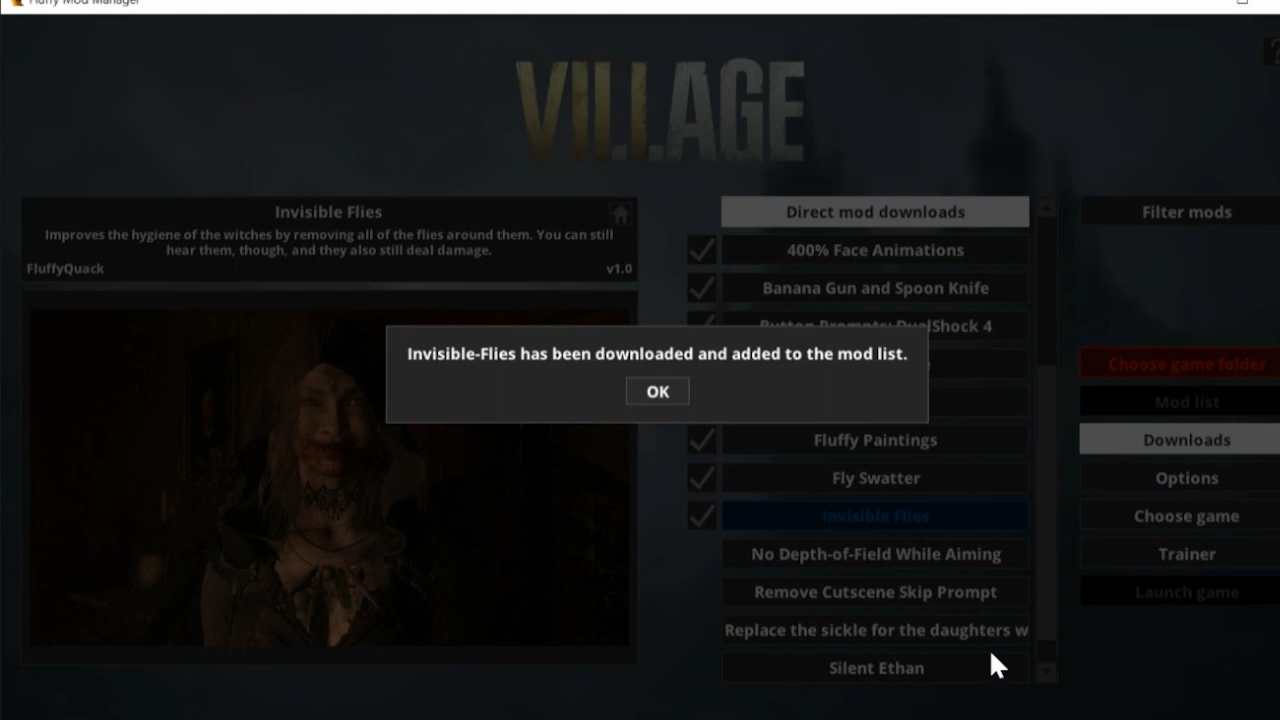 Fluffy Mod Manager
VILLAGE
Invisible Flies
Improves the hygiene of the witches by removing all of the flies around them. You can still
hear them, though, and they also still deal damage.
FluffyQuack
v1.0
Direct mod downloads
400% Face Animations
Banana Gun and Spoon Knife
Button Prompts: DualShock 4
Invisible-Flies has been downloaded and added to the mod list.
OK
Fluffy Paintings
Fly Swatter
Invisible Flies
No Depth-of-Field While Aiming
Remove Cutscene Skip Prompt
Replace the sickle for the daughters w
Silent Ethan
Filter mods
Choose game folder
Mod list
Downloads
Options
Choose game
Trainer
Launch game